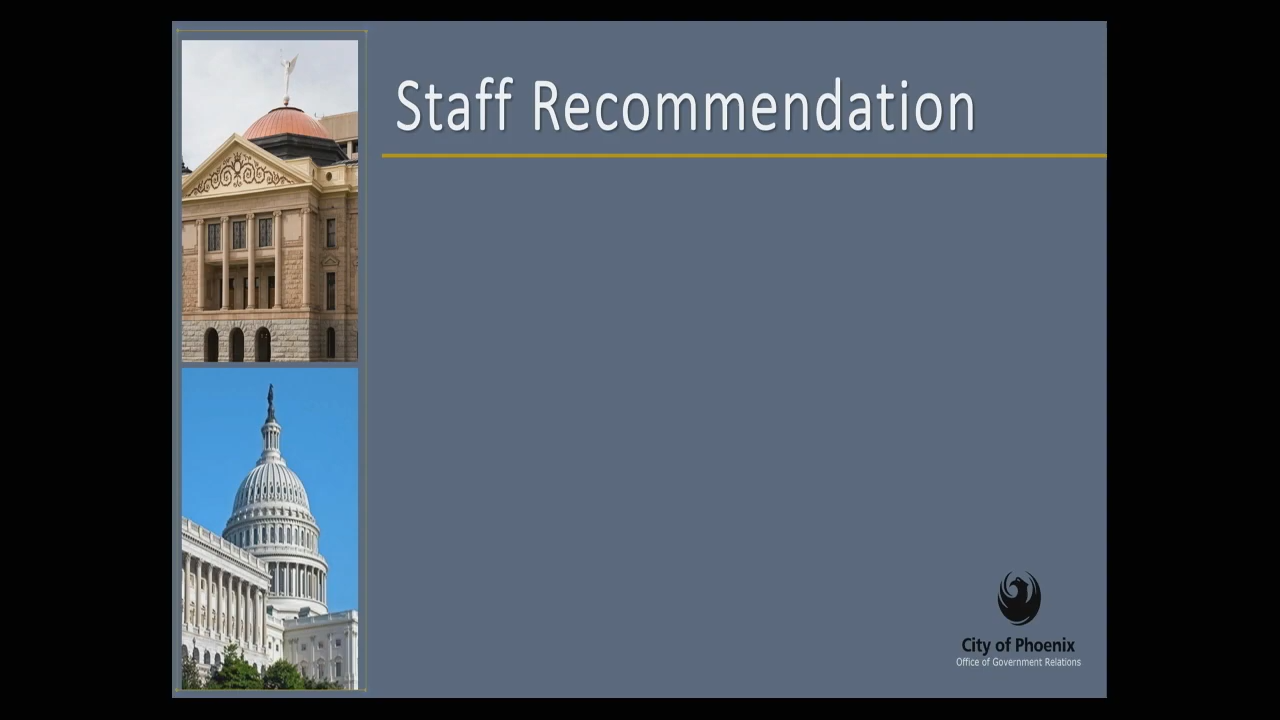 Staff Recommendation
City of Phoenix
Office of Government Relations